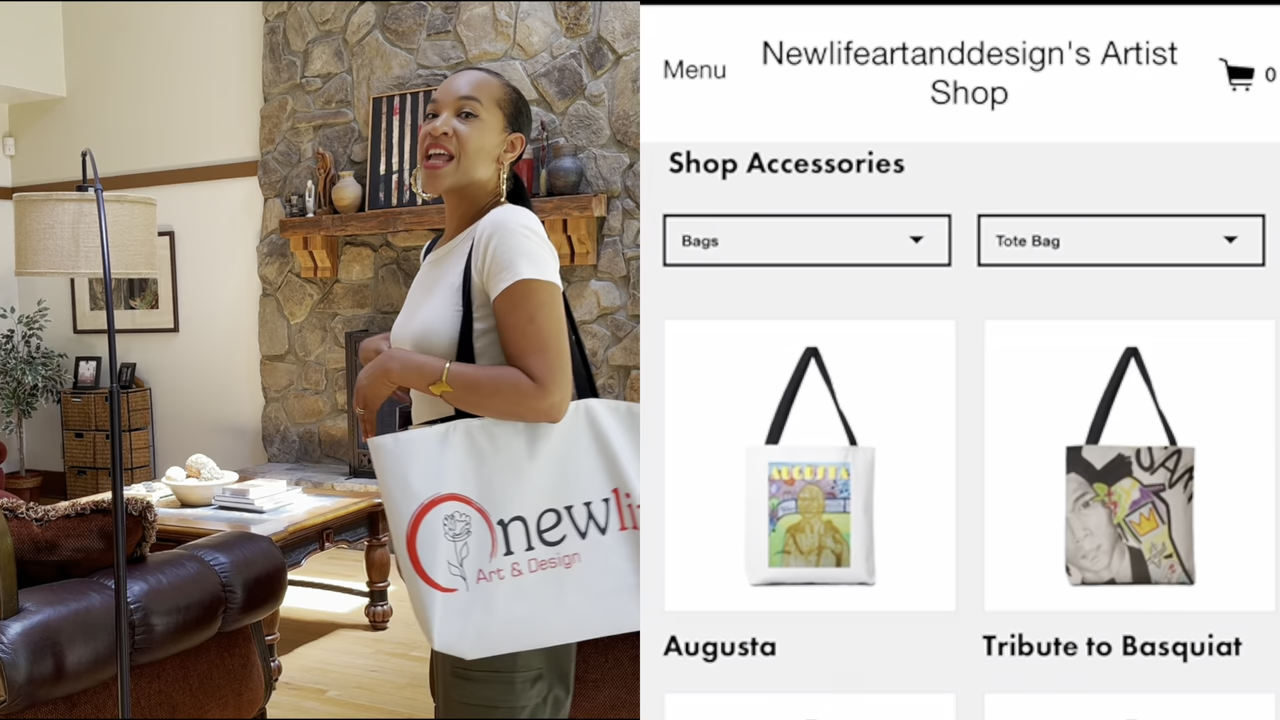 newli
Art & Design
Menu
Newlifeartanddesign's Artist
Shop
0
Shop Accessories
Bags
Tote Bag
AUGUSTA
Augusta
Tribute to Basquiat